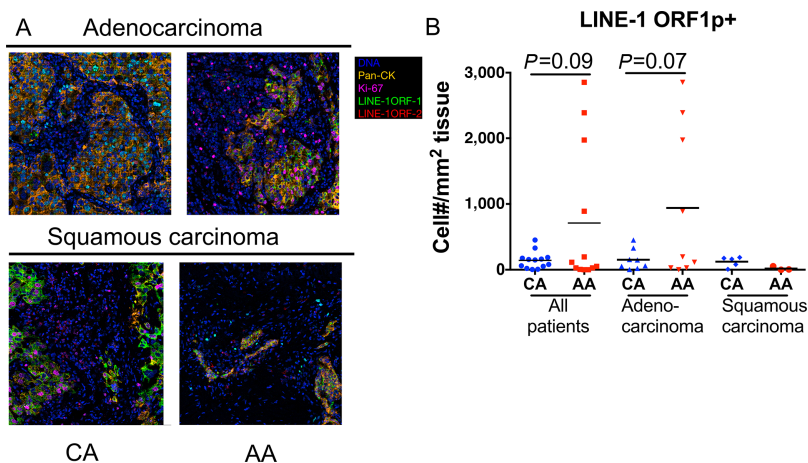 A
Adenocarcinoma
DNA
Pan-CK
Ki-67
LINE-1ORF-1
LINE-1ORF-2
Squamous carcinoma
CA
AA
B
LINE-1 ORF1p+
P=0.09
P=0.07
Cell#/mm² tissue
3,000
2,000
1,000
0
CA
AA
CA
AA
CA
AA
All
patients
Adeno-
carcinoma
Squamous
carcinoma